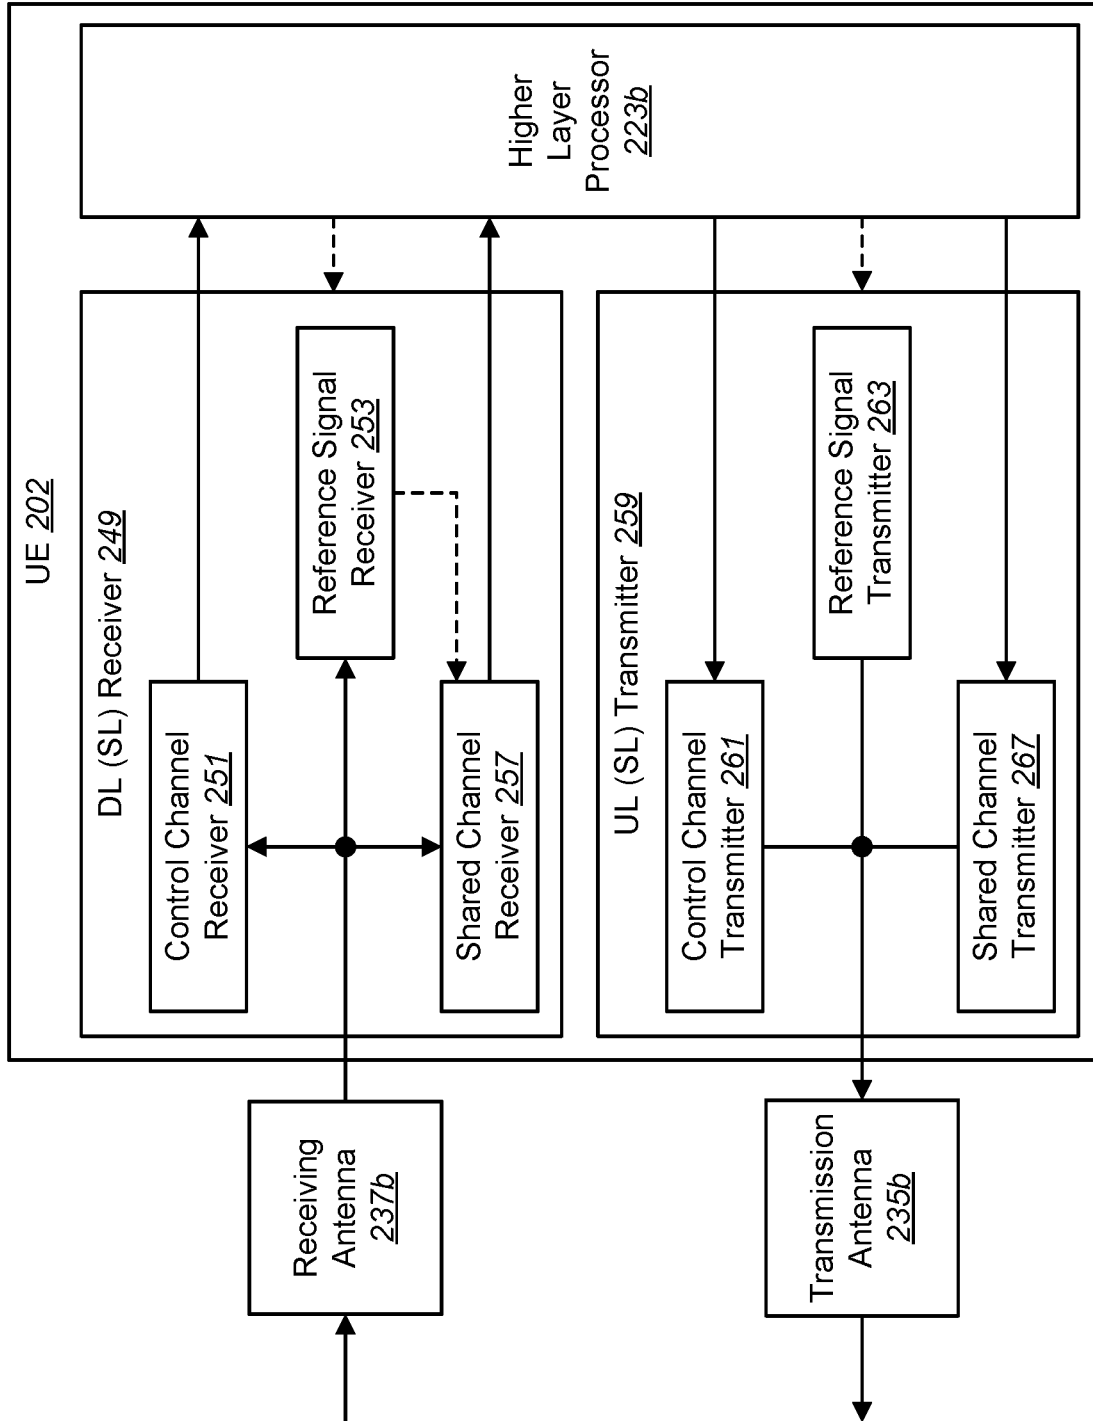 UE 202
DL (SL) Receiver 249
Control Channel
Receiver 251
Reference Signal
Receiver 253
Shared Channel
Receiver 257
Higher
Layer
Processor
223b
Receiving
Antenna
237b
UL (SL) Transmitter 259
Control Channel
Transmitter 261
Reference Signal
Transmitter 263
Shared Channel
Transmitter 267
Transmission
Antenna
235b